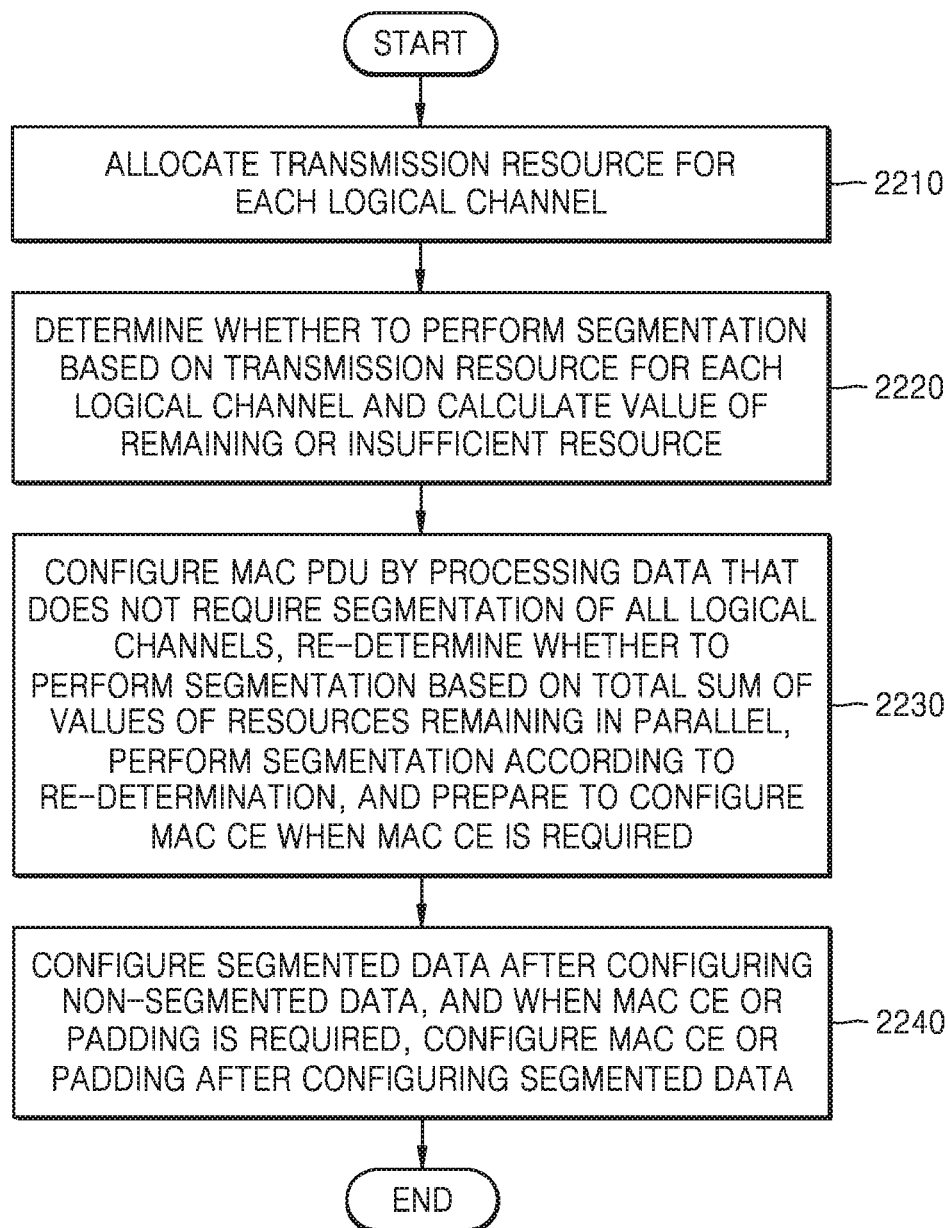 START
ALLOCATE TRANSMISSION RESOURCE FOR
EACH LOGICAL CHANNEL
2210
DETERMINE WHETHER TO PERFORM SEGMENTATION
BASED ON TRANSMISSION RESOURCE FOR EACH
LOGICAL CHANNEL AND CALCULATE VALUE OF
REMAINING OR INSUFFICIENT RESOURCE
2220
CONFIGURE MAC PDU BY PROCESSING DATA THAT
DOES NOT REQUIRE SEGMENTATION OF ALL LOGICAL
CHANNELS, RE-DETERMINE WHETHER TO
PERFORM SEGMENTATION BASED ON TOTAL SUM OF
VALUES OF RESOURCES REMAINING IN PARALLEL,
PERFORM SEGMENTATION ACCORDING TO
RE-DETERMINATION, AND PREPARE TO CONFIGURE
MAC CE WHEN MAC CE IS REQUIRED
2230
CONFIGURE SEGMENTED DATA AFTER CONFIGURING
NON-SEGMENTED DATA, AND WHEN MAC CE OR
PADDING IS REQUIRED, CONFIGURE MAC CE OR
PADDING AFTER CONFIGURING SEGMENTED DATA
2240
END